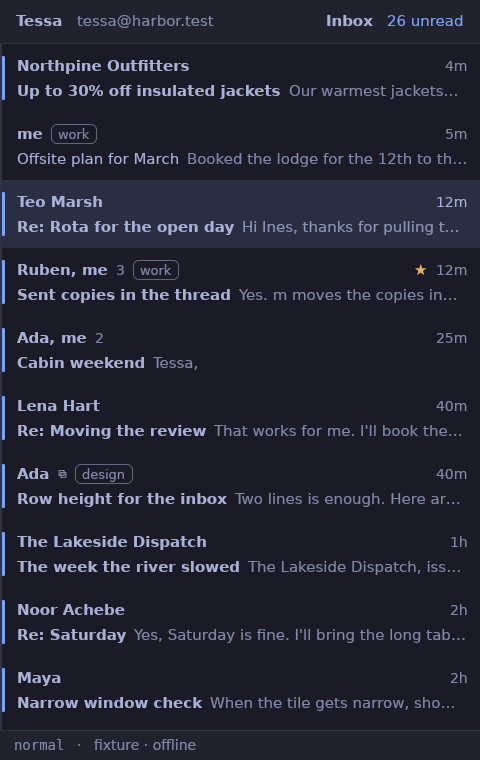 Tessa tessa@harbor.test Inbox 26 unread
Northpine Outfitters 4m
Up to 30% off insulated jackets Our warmest jackets…
me work 5m
Offsite plan for March Booked the lodge for the 12th to th…
Teo Marsh 12m
Re: Rota for the open day Hi Ines, thanks for pulling t…
Ruben, me 3 work ★ 12m
Sent copies in the thread Yes. m moves the copies in…
Ada, me 2 25m
Cabin weekend Tessa,
Lena Hart 40m
Re: Moving the review That works for me. I'll book the…
Ada design 40m
Row height for the inbox Two lines is enough. Here ar…
The Lakeside Dispatch 1h
The week the river slowed The Lakeside Dispatch, iss…
Noor Achebe 2h
Re: Saturday Yes, Saturday is fine. I'll bring the long tab…
Maya 2h
Narrow window check When the tile gets narrow, sho…
normal · fixture · offline